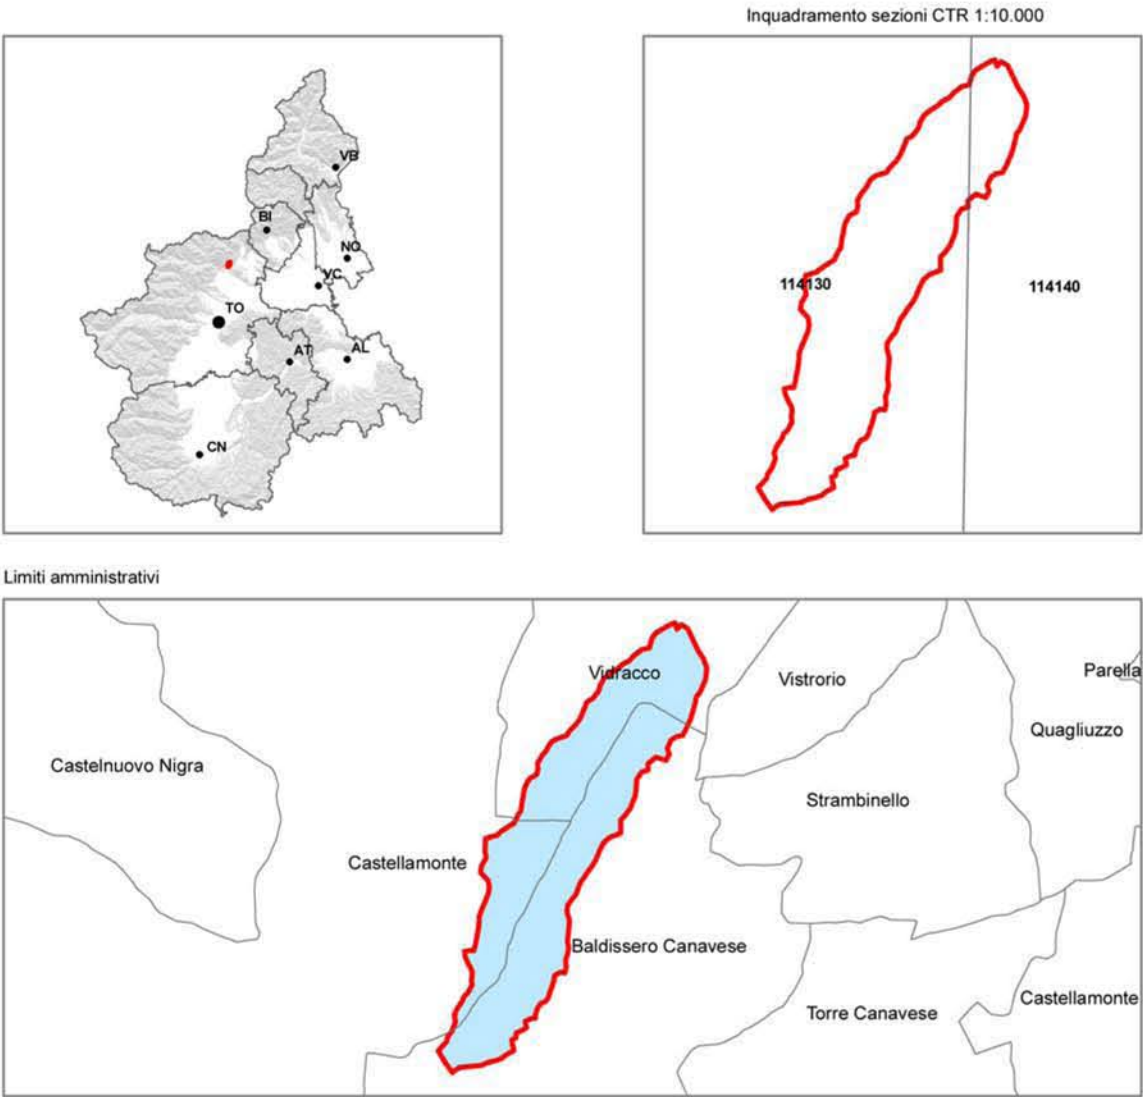 Inquadramento sezioni CTR 1:10.000
VB
BI
NO
VC
TO
AT
AL
CN
114130
114140
Limiti amministrativi
Vidracco
Vistrorio
Parella
Quagliuzzo
Castelnuovo Nigra
Strambinello
Castellamonte
Baldissero Canavese
Castellamonte
Torre Canavese